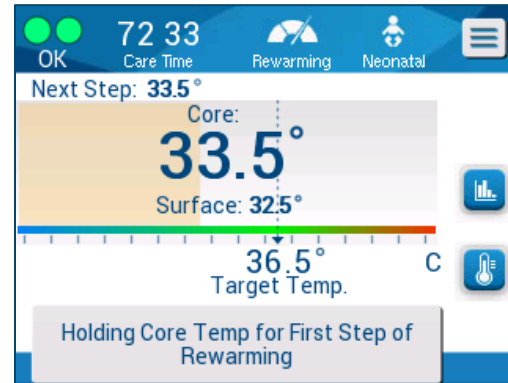 OK
72 33
Care Time
Rewarming
Neonatal
Next Step: 33.5°
Core:
33.5°
Surface: 32.5°
36.5° C
Target Temp.
Holding Core Temp for First Step of
Rewarming